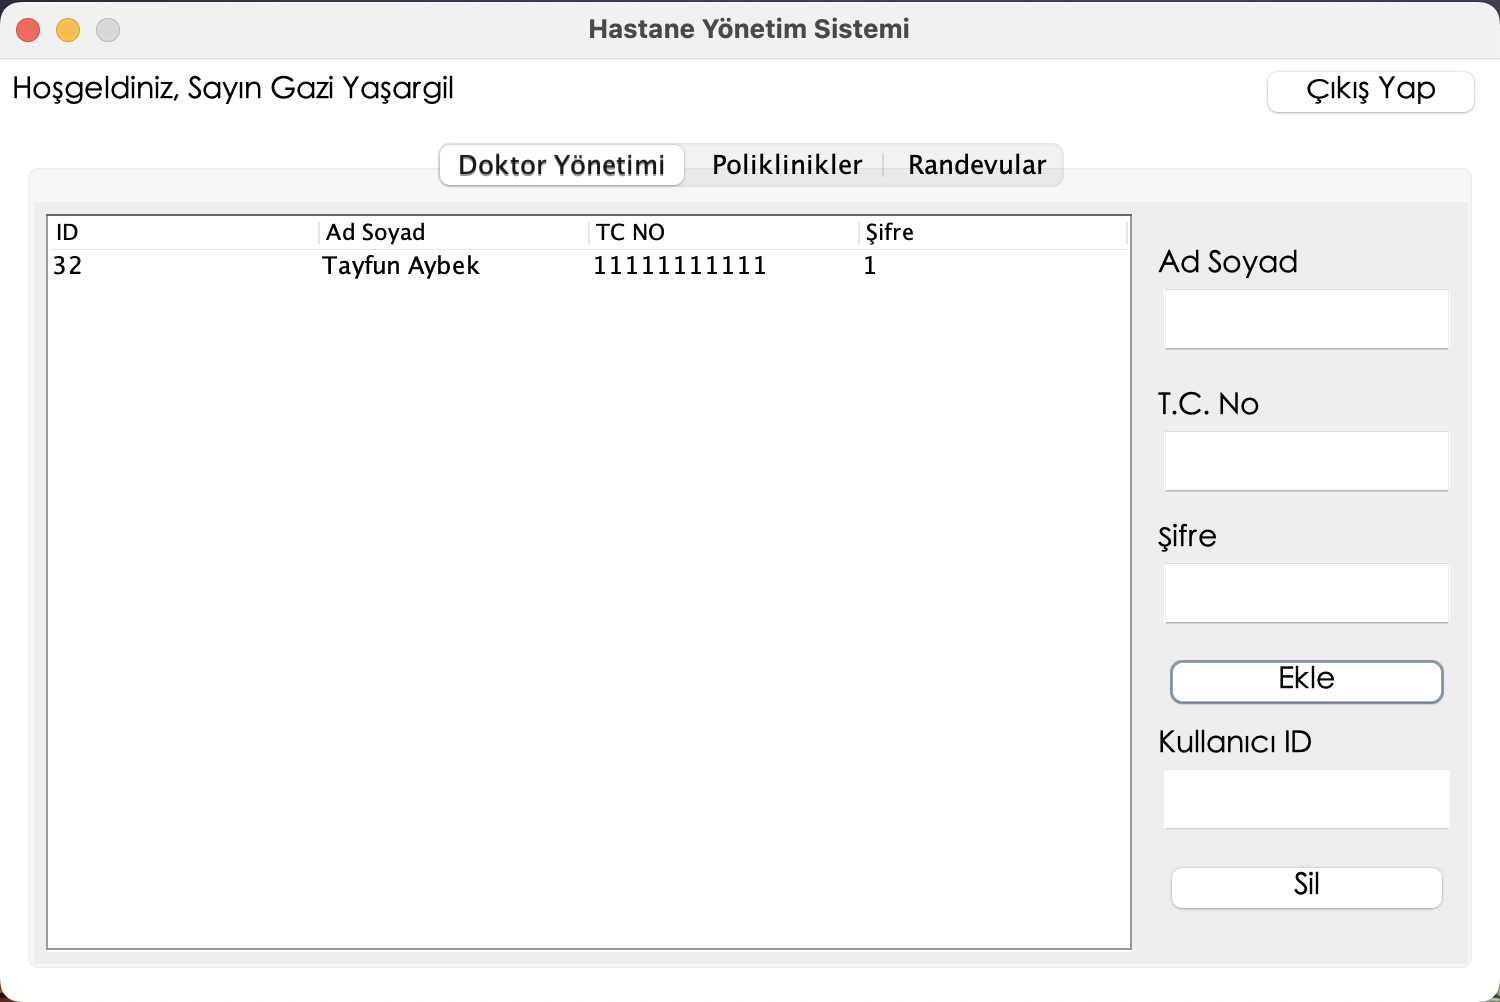 Hastane Yönetim Sistemi
Hoşgeldiniz, Sayın Gazi Yaşargil
Çıkış Yap
Doktor Yönetimi Poliklinikler Randevular
ID Ad Soyad TC NO Şifre
32 Tayfun Aybek 11111111111 1
Ad Soyad
T.C. No
Şifre
Ekle
Kullanıcı ID
Sil